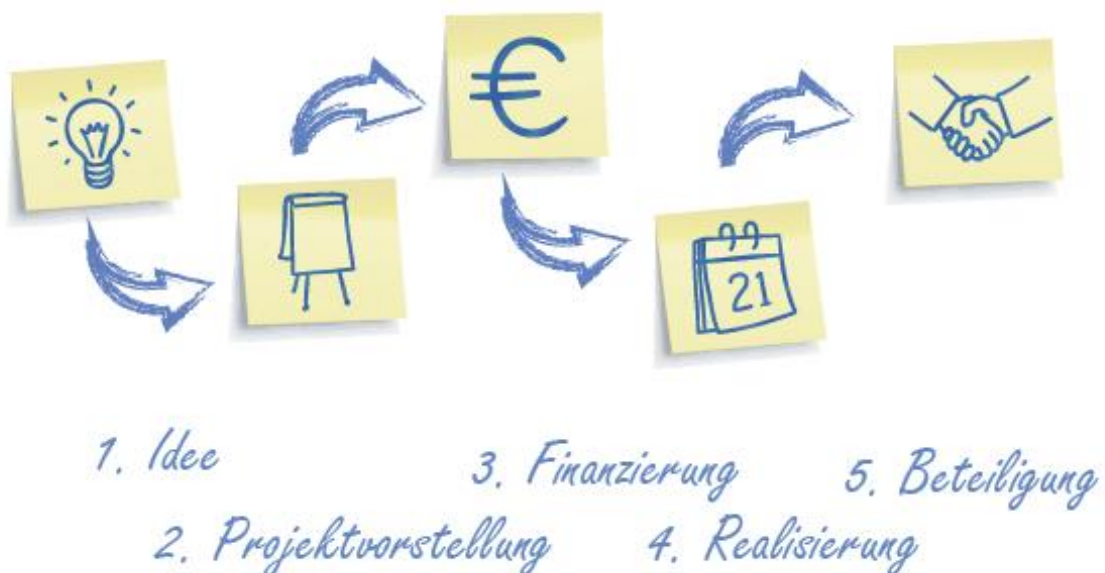 €
21
1. Idee
2. Projektvorstellung
3. Finanzierung
4. Realisierung
5. Beteiligung